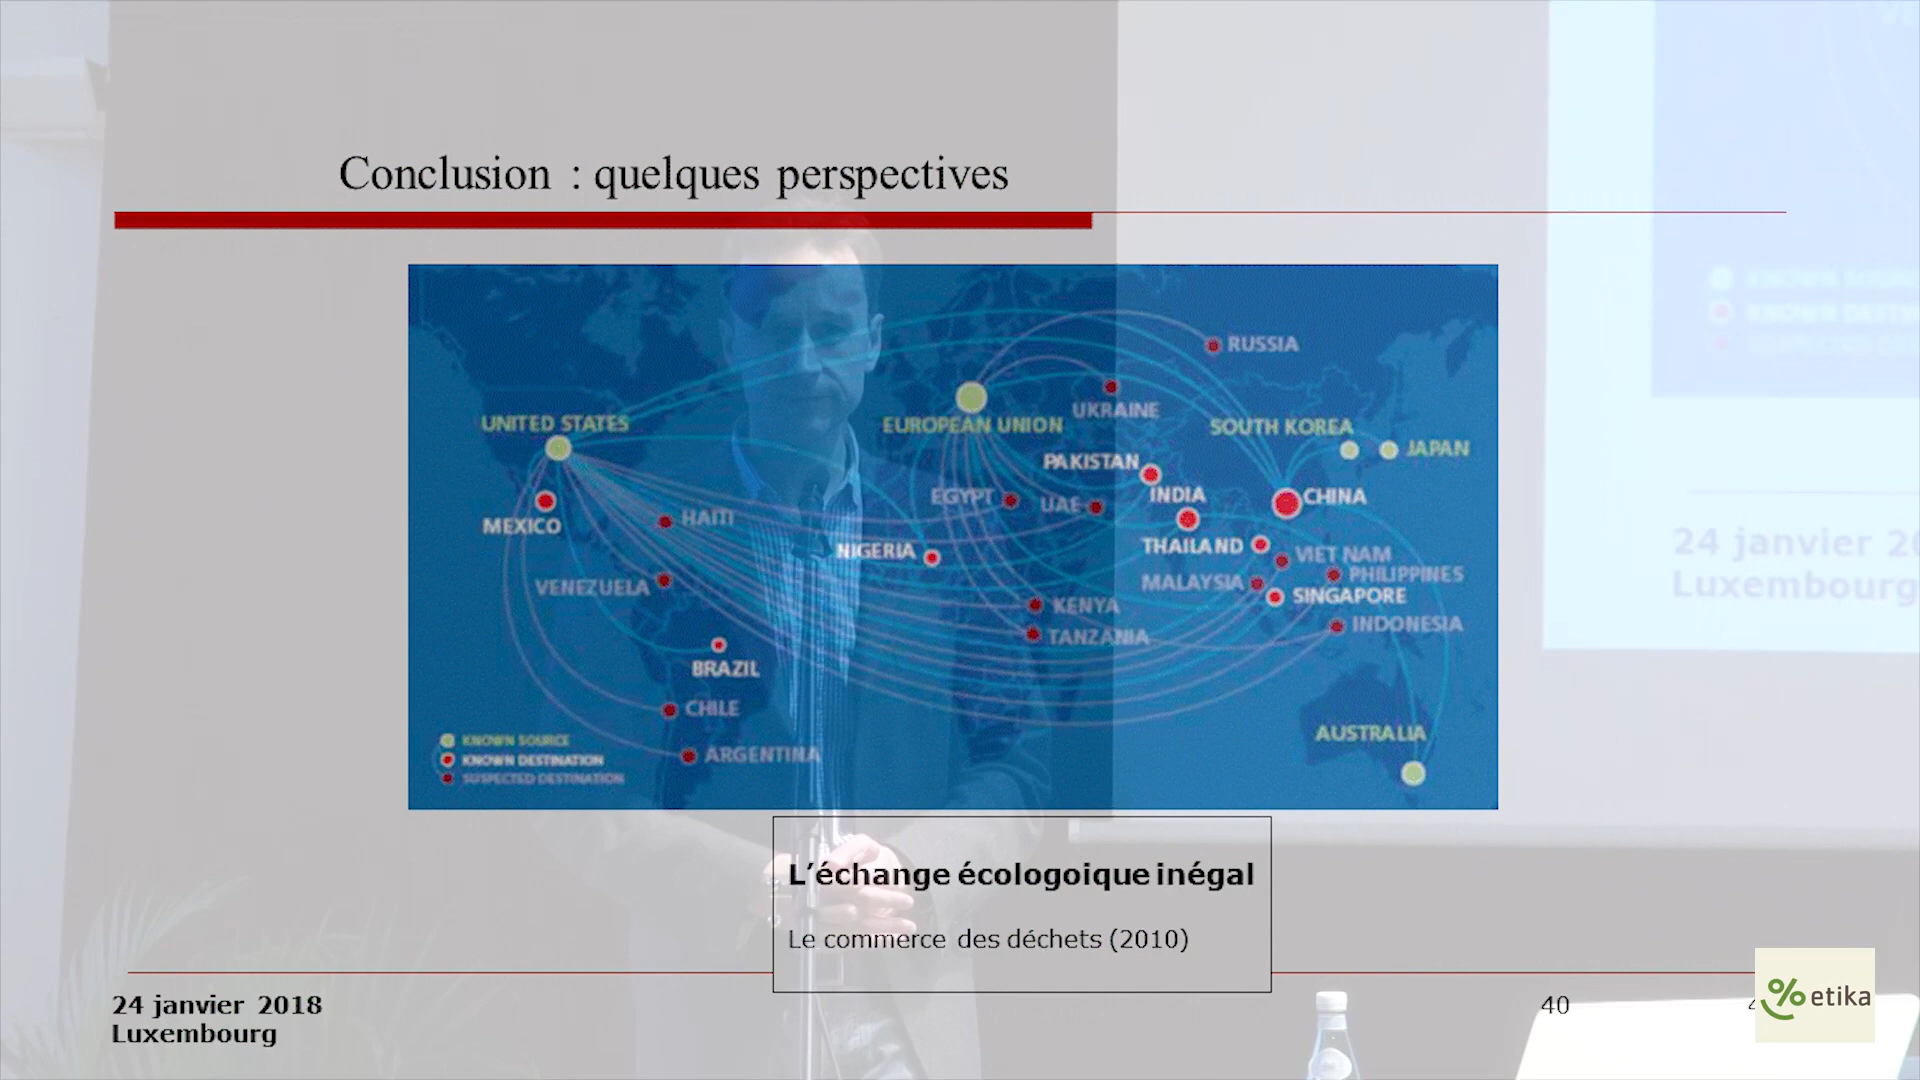 Conclusion : quelques perspectives
RUSSIA
UKRAINE
UNITED STATES
EUROPEAN UNION
SOUTH KOREA
JAPAN
PAKISTAN
EGYPT
UAE
INDIA
CHINA
MEXICO
HAITI
NIGERIA
THAILAND
VIET NAM
VENEZUELA
MALAYSIA
PHILIPPINES
SINGAPORE
KENYA
INDONESIA
TANZANIA
BRAZIL
CHILE
AUSTRALIA
ARGENTINA
KNOWN SOURCE
KNOWN DESTINATION
SUSPECTED DESTINATION
L’échange écologoique inégal
Le commerce des déchets (2010)
24 janvier 2018
Luxembourg
40
% etika
24 janvier
Luxembourg